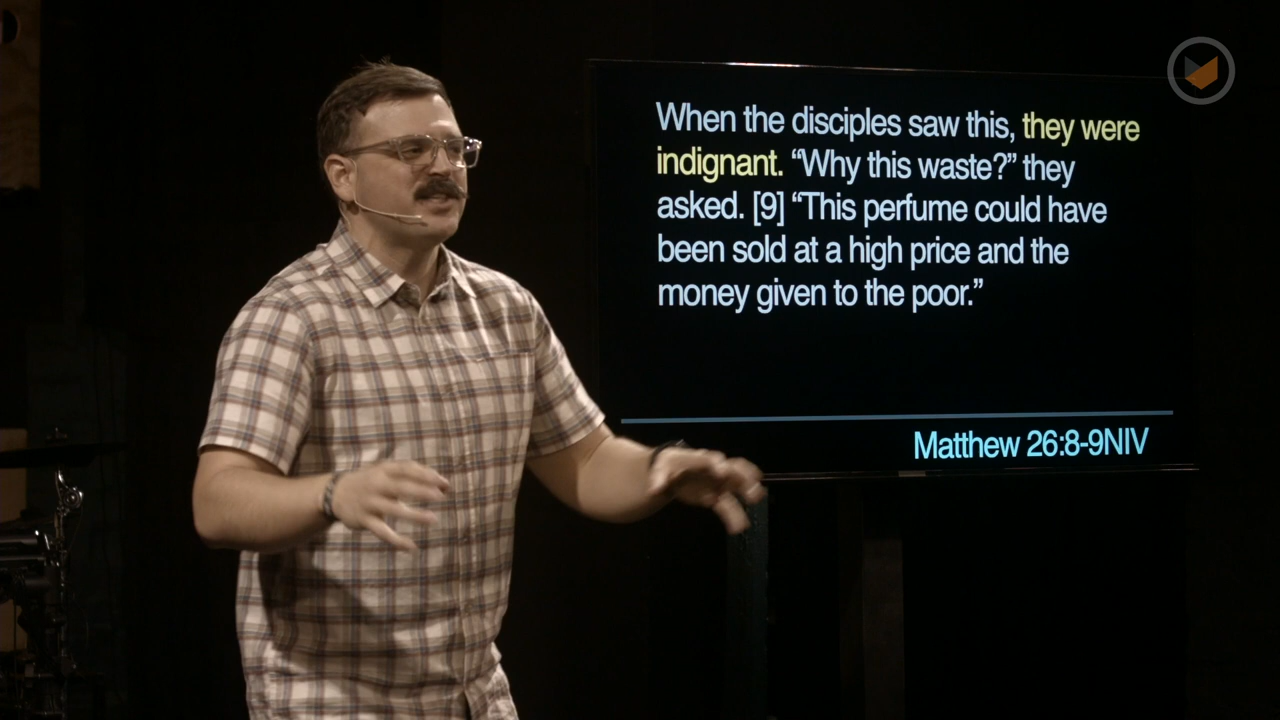 When the disciples saw this, they were
indignant. “Why this waste?” they
asked. [9] “This perfume could have
been sold at a high price and the
money given to the poor.”
Matthew 26:8-9NIV